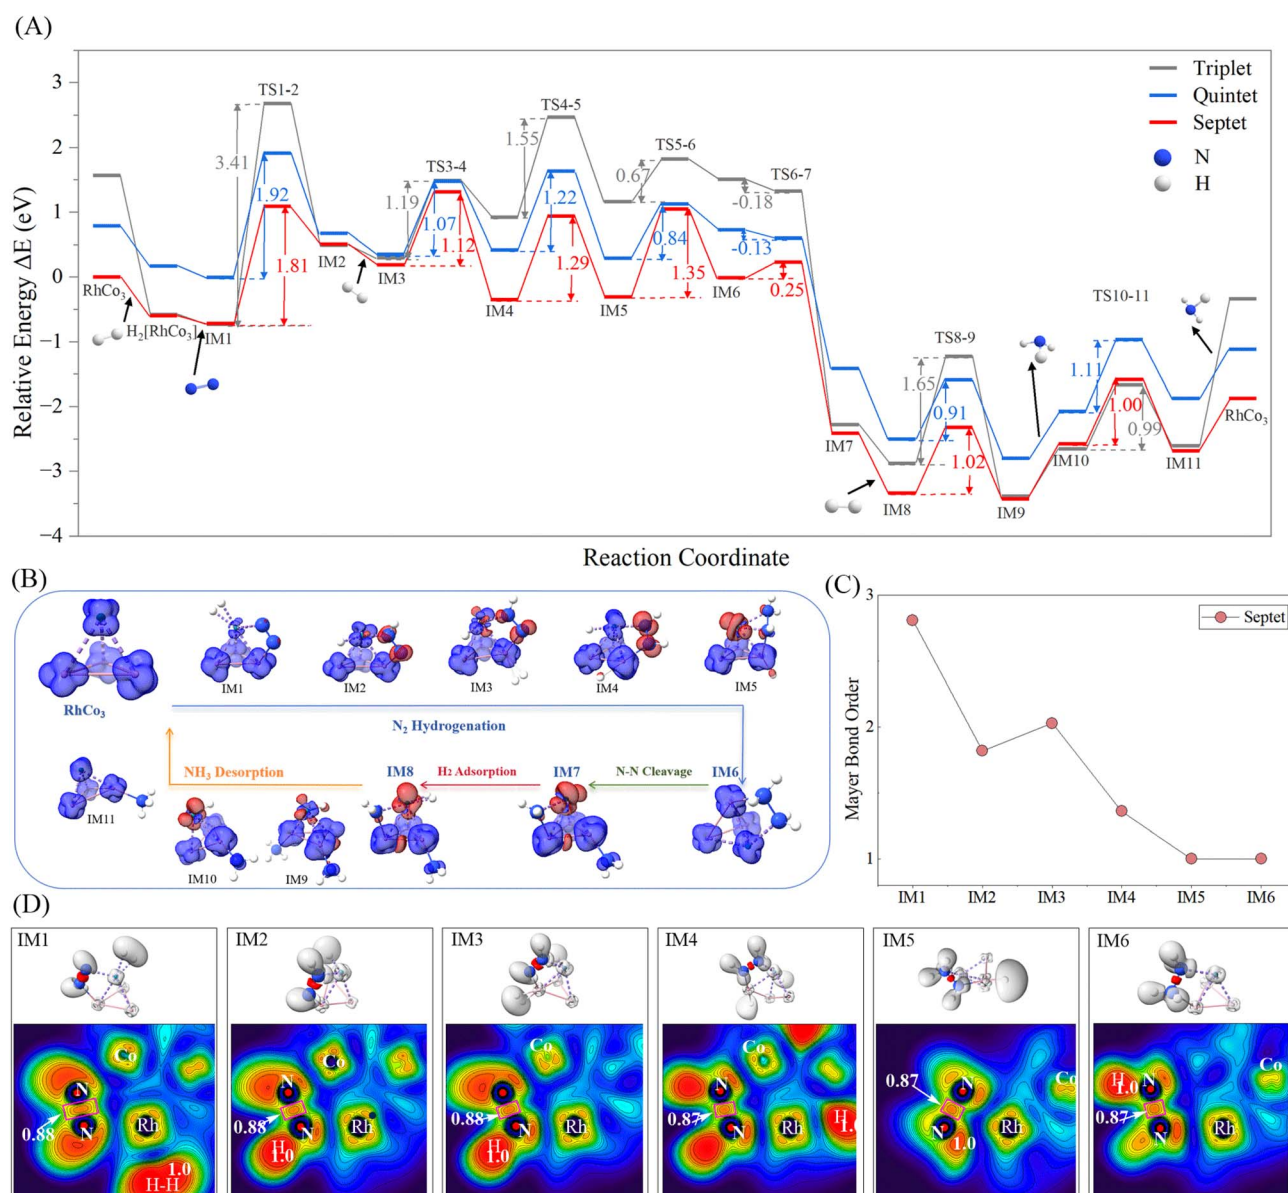 (A)
Relative Energy ΔE (eV)
3
2
1
0
−1
−2
−3
−4
Triplet
Quintet
Septet
N
H
RhCo3
H2[RhCo3]
IM1
TS1-2
IM2
IM3
TS3-4
IM4
TS4-5
IM5
TS5-6
IM6
TS6-7
IM7
IM8
TS8-9
IM9
IM10
TS10-11
IM11
RhCo3
3.41
1.92
1.81
1.19
1.07
1.12
1.55
1.22
1.29
0.67
0.84
1.35
-0.18
-0.13
0.25
1.65
0.91
1.02
1.11
1.00
0.99
Reaction Coordinate
(B)
RhCo3
IM1
IM2
IM3
IM4
IM5
N2 Hydrogenation
NH3 Desorption
IM8
H2 Adsorption
IM7
N-N Cleavage
IM6
IM11
IM10
IM9
(C)
Mayer Bond Order
3
2
1
Septet
IM1 IM2 IM3 IM4 IM5 IM6
(D)
IM1
Co
N
N
Rh
0.88
1.0
H-H
IM2
Co
N
N
Rh
0.88
H
1.0
IM3
Co
N
N
Rh
0.88
H
1.0
IM4
Co
N
N
Rh
0.87
H
1.0
IM5
Co
N
N
Rh
0.87
1.0
IM6
Co
H
1.0
N
N
Rh
0.87